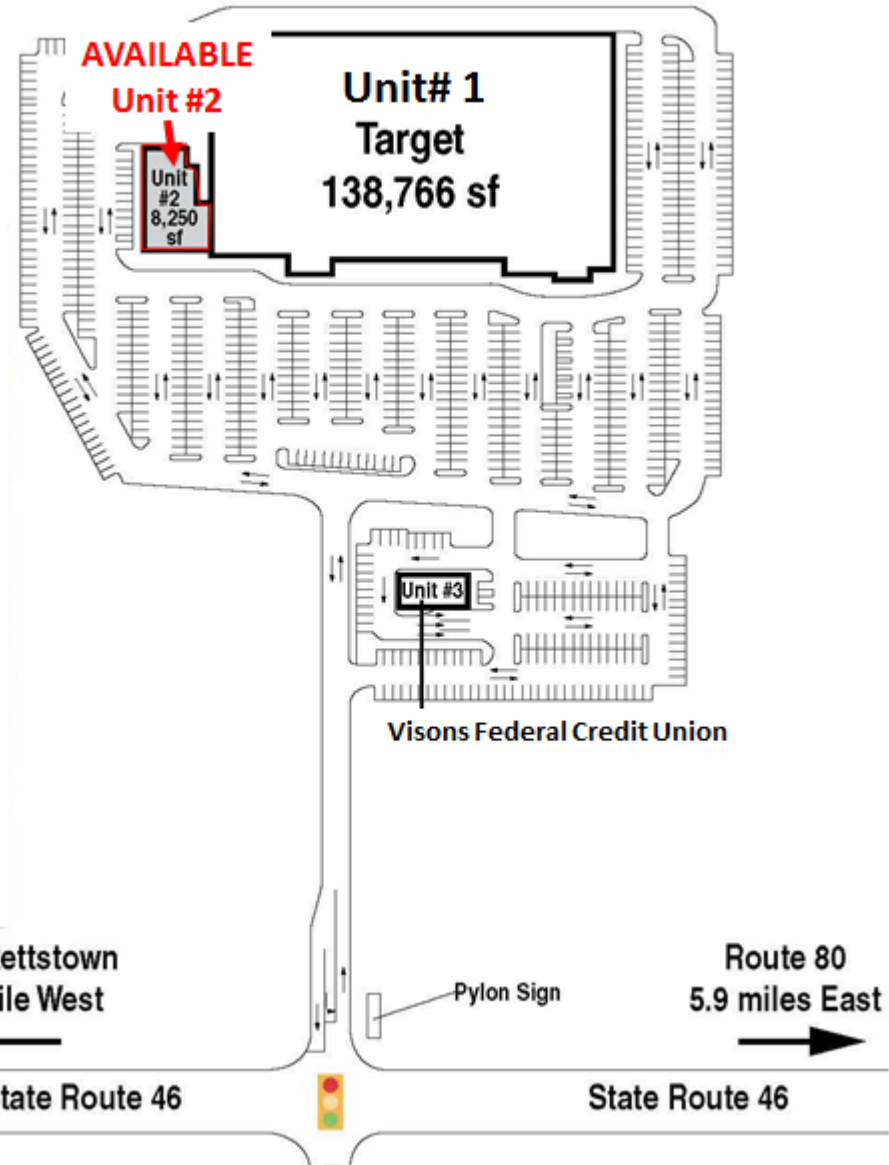 AVAILABLE
Unit #2
Unit# 1
Target
138,766 sf
Unit
#2
8,250
sf
Unit #3
Visons Federal Credit Union
ettstown
ile West
Route 80
5.9 miles East
Pylon Sign
tate Route 46
State Route 46